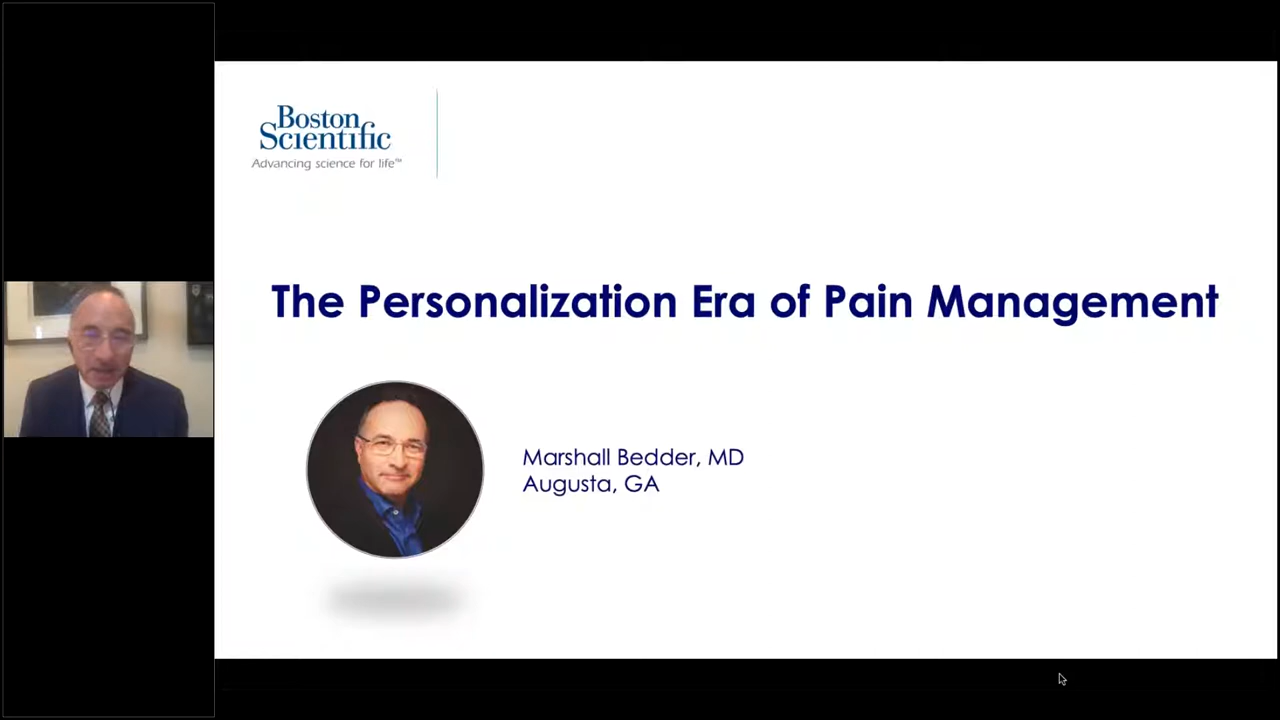 Boston
Scientific
Advancing science for life™
The Personalization Era of Pain Management
Marshall Bedder, MD
Augusta, GA